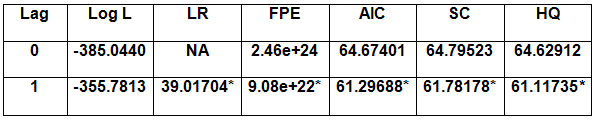 Lag Log L LR FPE AIC SC HQ
0 -385.0440 NA 2.46e+24 64.67401 64.79523 64.62912
1 -355.7813 39.01704* 9.08e+22* 61.29688* 61.78178* 61.11735*